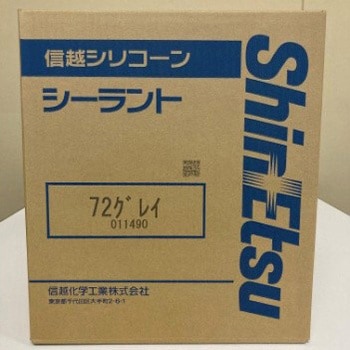 信越シリコーン
シーラント
ShinEtsu
72グレイ
011490
信越化学工業株式会社
東京都千代田区大手町2-6-1